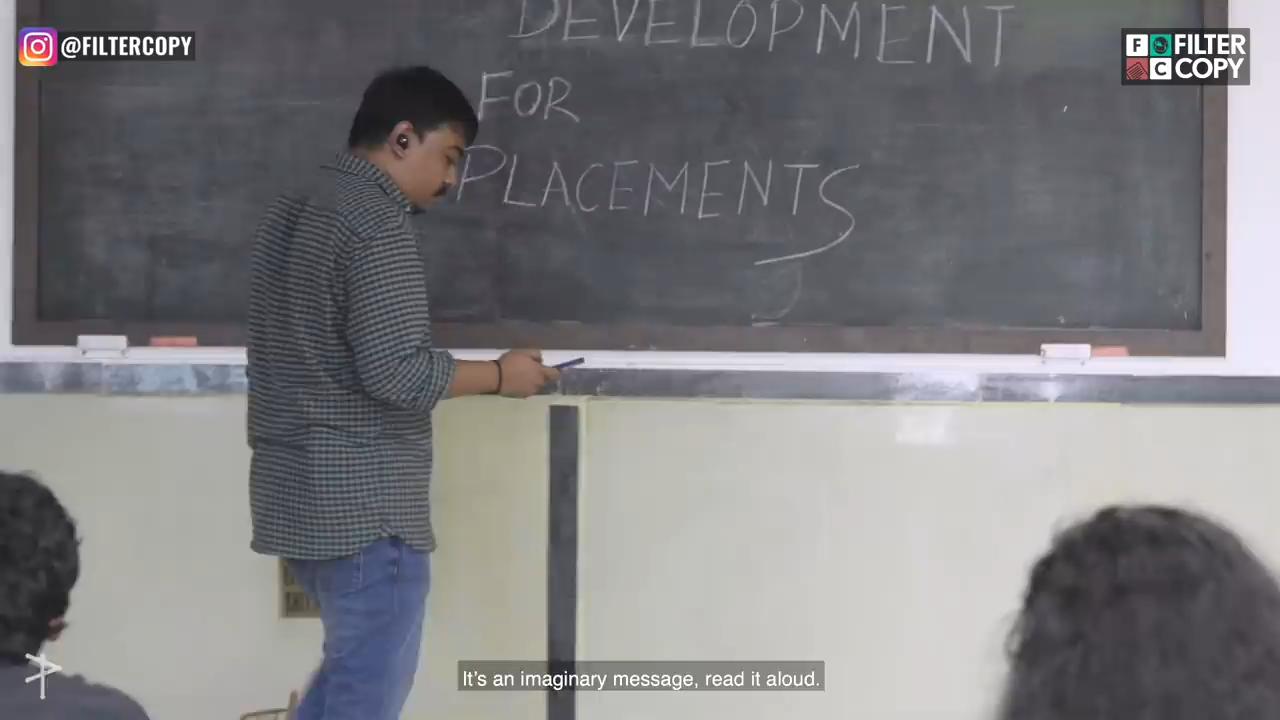 @FILTERCOPY
F
FILTER
C COPY
DEVELOPMENT
FOR
PLACEMENTS
It's an imaginary message, read it aloud.